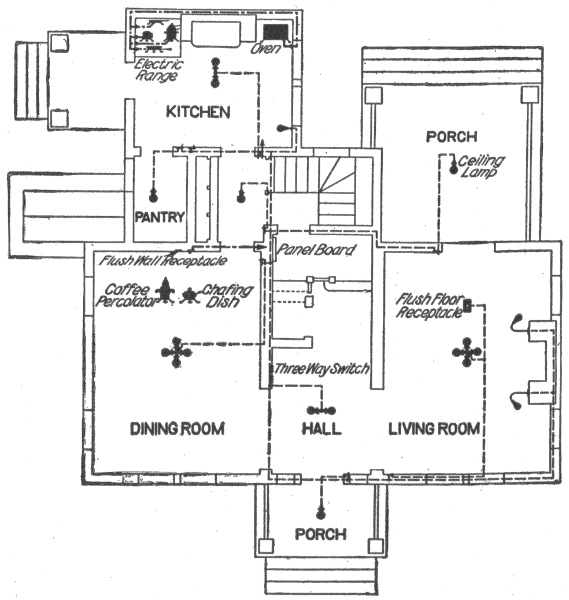 Electric
Range
Oven
KITCHEN
PORCH
Ceiling
Lamp
PANTRY
Flush Wall Receptacle
Panel Board
Coffee
Percolator
Chafing
Dish
Flush Floor
Receptacle
Three Way Switch
DINING ROOM
HALL
LIVING ROOM
PORCH